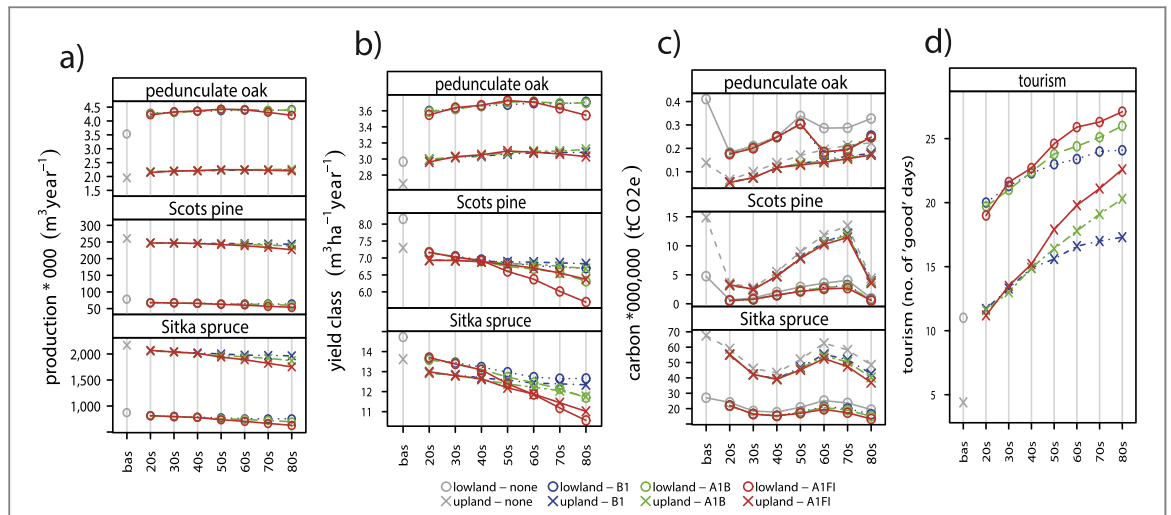 a)
pedunculate oak
4.5
4.0
3.5
3.0
2.5
2.0
1.5
Scots pine
300
250
200
150
100
50
Sitka spruce
2,000
1,500
1,000
production * 000 (m³year⁻¹)
bas 20s 30s 40s 50s 60s 70s 80s
b)
pedunculate oak
3.6
3.4
3.2
3.0
2.8
Scots pine
8.0
7.5
7.0
6.5
6.0
Sitka spruce
14
13
12
11
yield class (m³ha⁻¹year⁻¹)
bas 20s 30s 40s 50s 60s 70s 80s
c)
pedunculate oak
0.4
0.3
0.2
0.1
Scots pine
15
10
5
0
Sitka spruce
70
60
50
40
30
20
carbon *000,000 (tC O2e)
bas 20s 30s 40s 50s 60s 70s 80s
d)
tourism
25
20
15
10
5
tourism (no. of ‘good’ days)
bas 20s 30s 40s 50s 60s 70s 80s
lowland – none lowland – B1 lowland – A1B lowland – A1FI
upland – none upland – B1 upland – A1B upland – A1FI